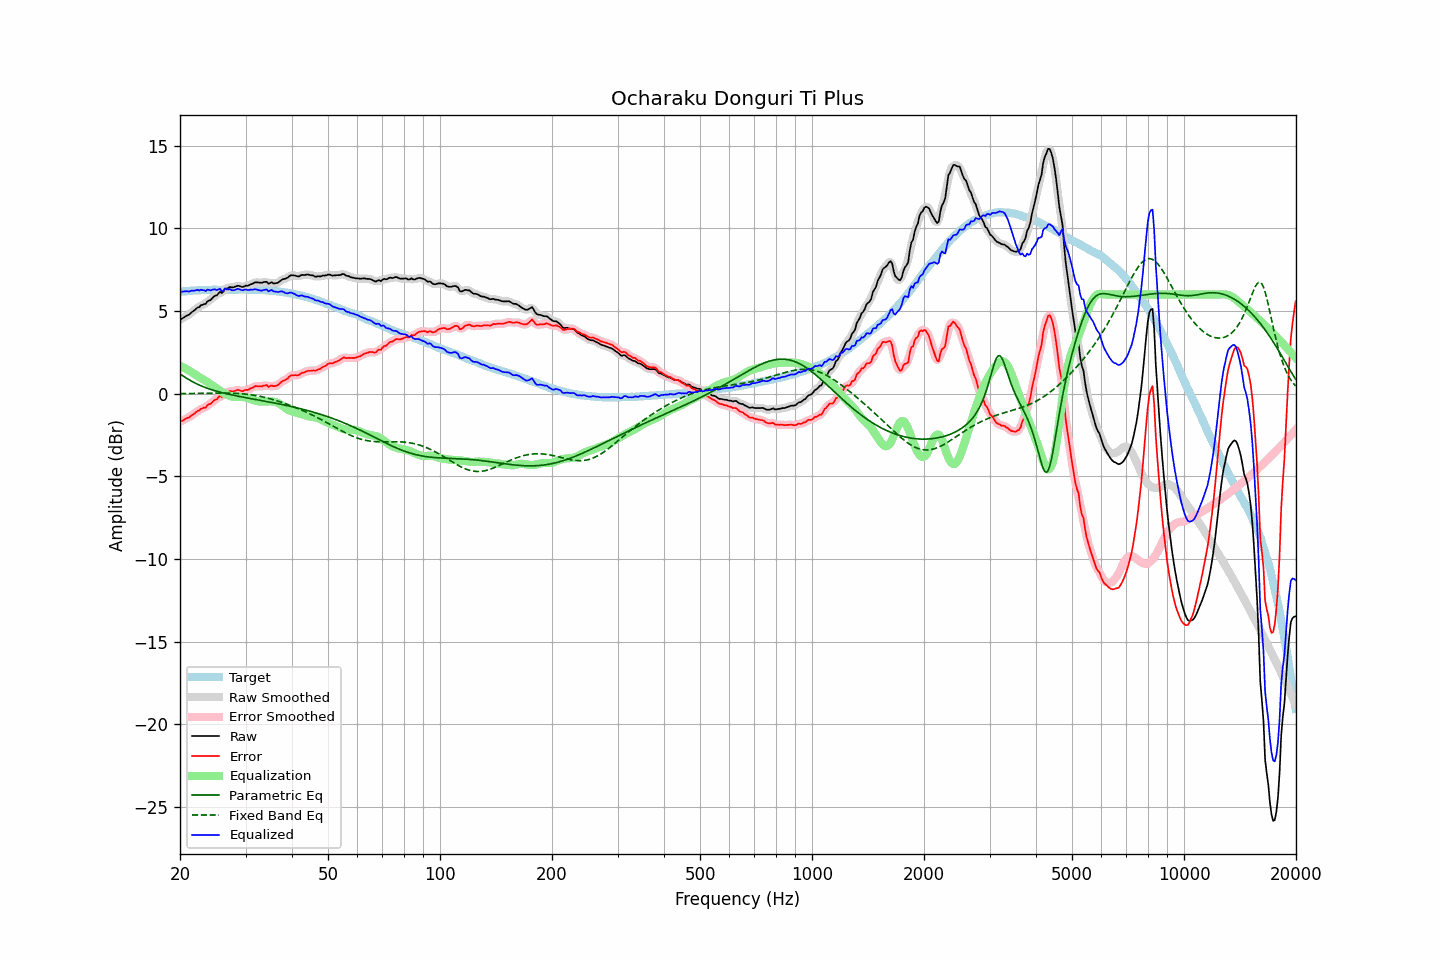 Ocharaku Donguri Ti Plus
Amplitude (dBr)
15
10
5
0
−5
−10
−15
−20
−25
Target
Raw Smoothed
Error Smoothed
Raw
Error
Equalization
Parametric Eq
Fixed Band Eq
Equalized
20 50 100 200 500 1000 2000 5000 10000 20000
Frequency (Hz)